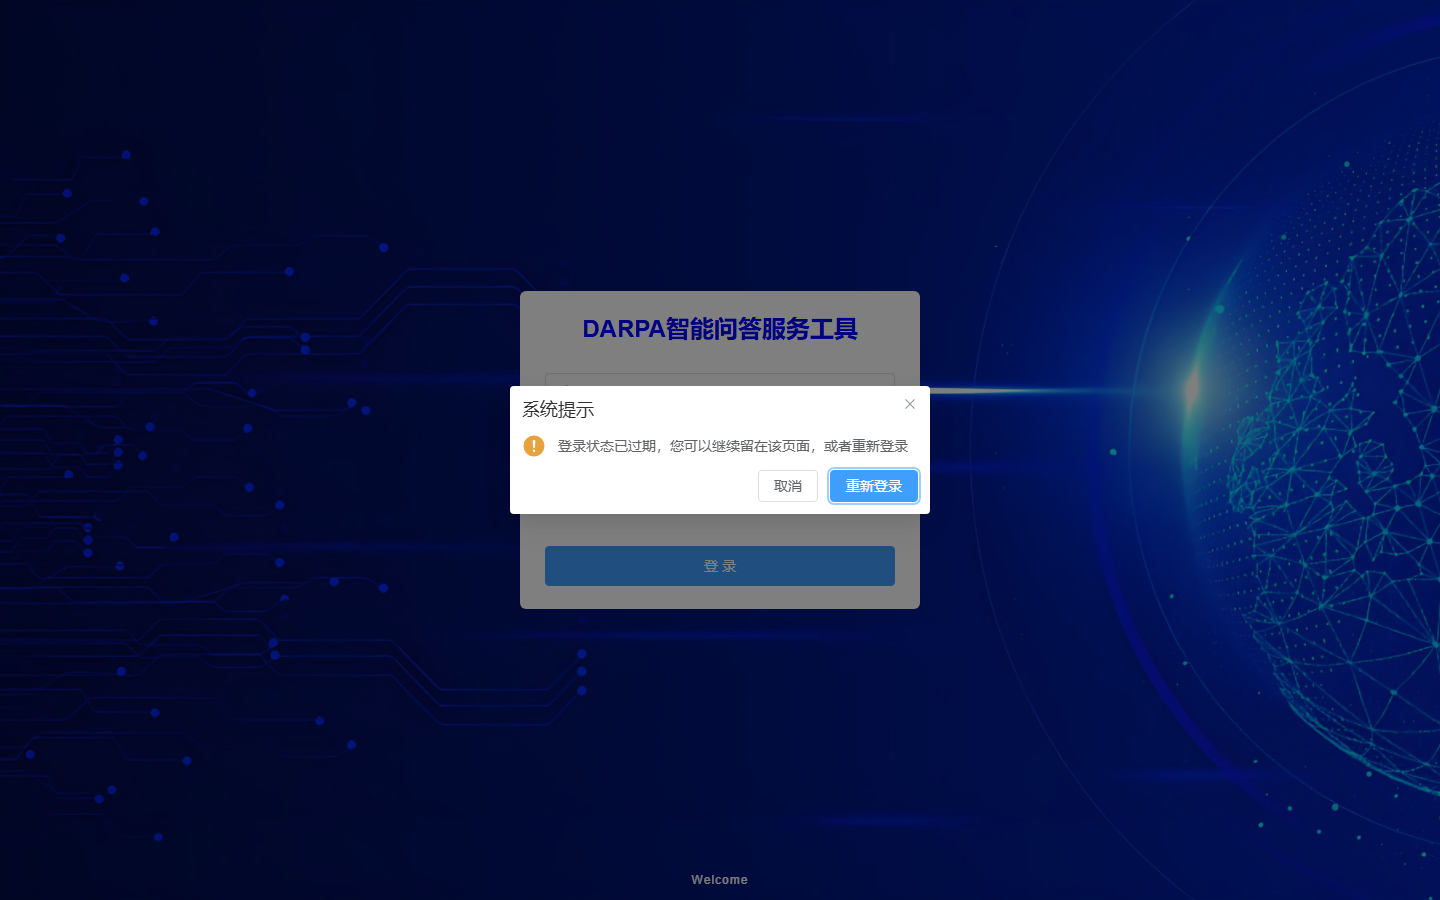 DARPA智能问答服务工具
系统提示
登录状态已过期，您可以继续留在该页面，或者重新登录
取消
重新登录
登 录
Welcome